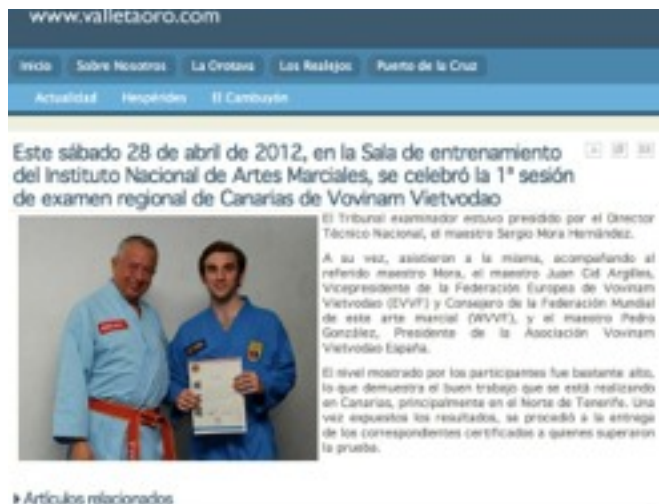 www.valletaoro.com
Inicio Sobre Nosotros La Orotava Los Realejos Puerto de la Cruz
Actualidad Hespérides El Cambuyón
Este sábado 28 de abril de 2012, en la Sala de entrenamiento
del Instituto Nacional de Artes Marciales, se celebró la 1ª sesión
de examen regional de Canarias de Vovinam Vietvodao
El Tribunal examinador estuvo presidido por el Director
Técnico Nacional, el maestro Sergio Mora Hernández.
A su vez, asistieron a la misma, acompañando al
referido maestro Mora, el maestro Juan Cid Argilles,
Vicepresidente de la Federación Europea de Vovinam
Vietvodao (EVVF) y Consejero de la Federación Mundial
de este arte marcial (WVVF), y el maestro Pedro
González, Presidente de la Asociación Vovinam
Vietvodao España.
El nivel mostrado por los participantes fue bastante alto,
lo que demuestra el buen trabajo que se está realizando
en Canarias, principalmente en el Norte de Tenerife. Una
vez expuestos los resultados, se procedió a la entrega
de los correspondientes certificados a quienes superaron
la prueba.
Artículos relacionados